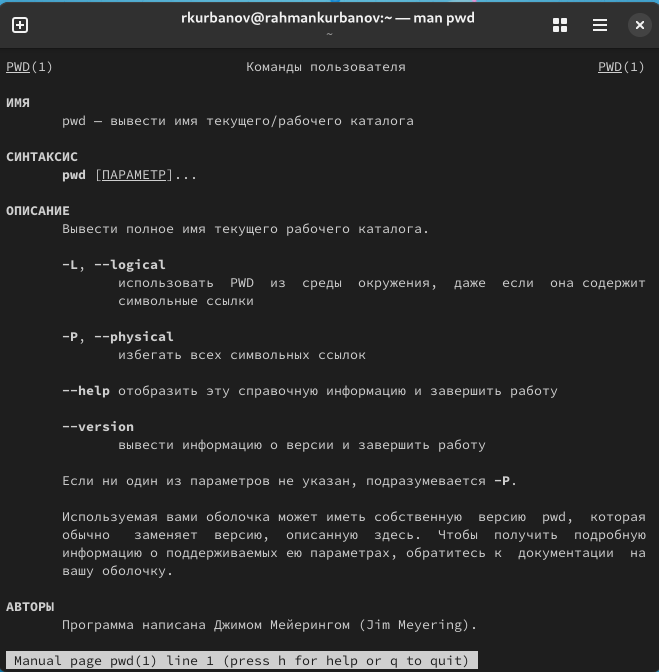 rkurbanov@rahmankurbanov:~ — man pwd
~
PWD(1) Команды пользователя PWD(1)
ИМЯ
pwd – вывести имя текущего/рабочего каталога
СИНТАКСИС
pwd [ПАРАМЕТР]...
ОПИСАНИЕ
Вывести полное имя текущего рабочего каталога.
-L, --logical
использовать PWD из среды окружения, даже если она содержит
символьные ссылки
-P, --physical
избегать всех символьных ссылок
--help отобразить эту справочную информацию и завершить работу
--version
вывести информацию о версии и завершить работу
Если ни один из параметров не указан, подразумевается -P.
Используемая вами оболочка может иметь собственную версию pwd, которая
обычно заменяет версию, описанную здесь. Чтобы получить подробную
информацию о поддерживаемых ею параметрах, обратитесь к документации на
вашу оболочку.
АВТОРЫ
Программа написана Джимом Мейерингом (Jim Meyering).
Manual page pwd(1) line 1 (press h for help or q to quit)